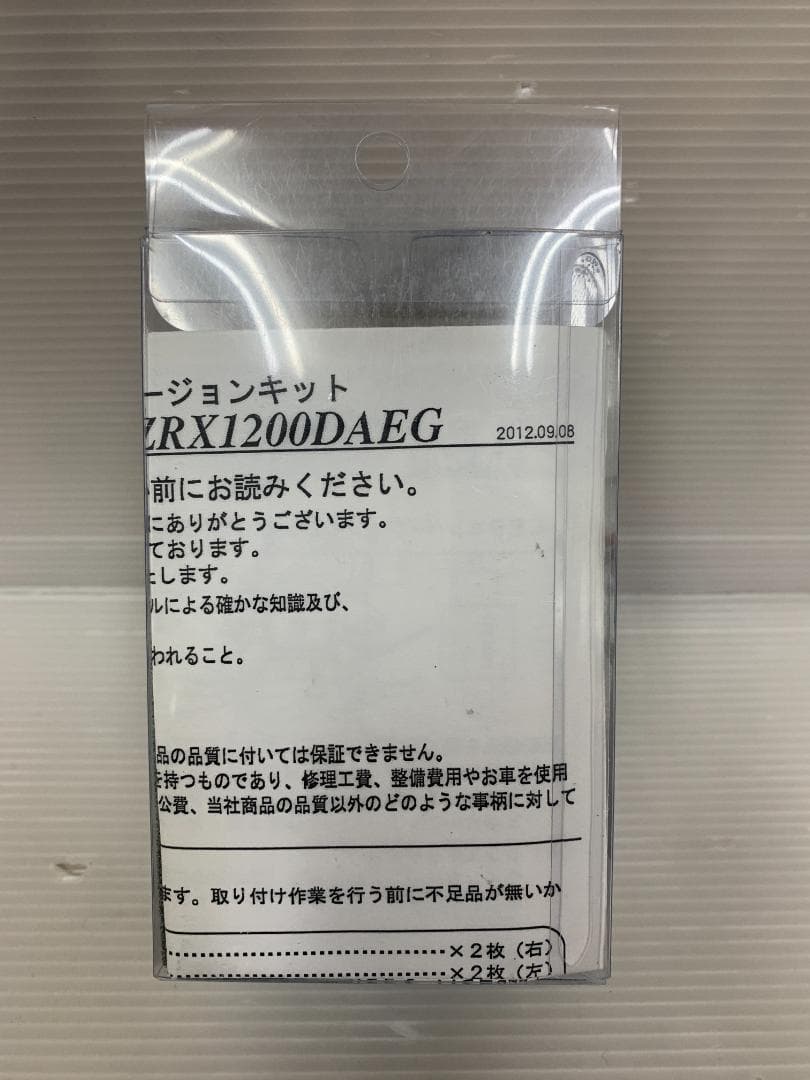 ージョンキット
ZRX1200DAEG 2012.09.08
前にお読みください。
にありがとうございます。
ております。
たします。
ルによる確かな知識及び、
われること。
品の品質に付いては保証できません。
を持つものであり、修理工費、整備費用やお車を使用
公費、当社商品の品質以外のどのような事柄に対して
ます。取り付け作業を行う前に不足品が無いか
×2枚（右）
×2枚（左）